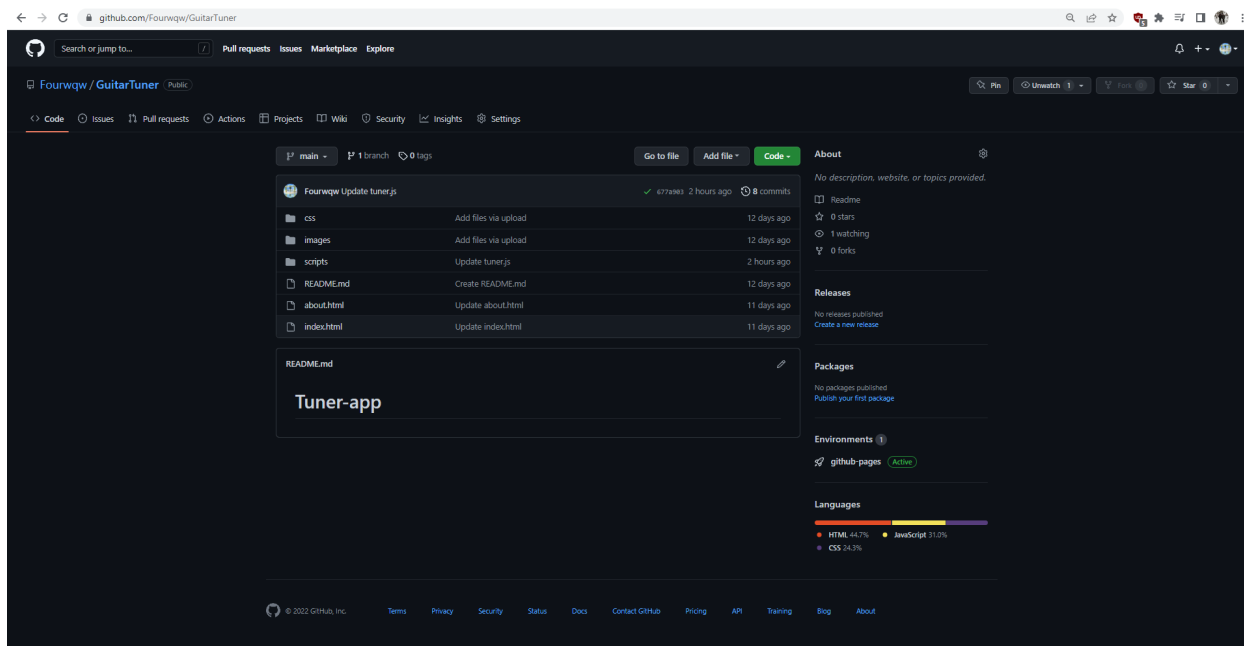 github.com/Fourwqw/GuitarTuner
Search or jump to... / Pull requests Issues Marketplace Explore
Fourwqw / GuitarTuner Public
Pin Unwatch 1 Fork 0 Star 0
Code Issues Pull requests Actions Projects Wiki Security Insights Settings
main 1 branch 0 tags Go to file Add file Code
Fourwqw Update tuner.js 677a903 2 hours ago 8 commits
css Add files via upload 12 days ago
images Add files via upload 12 days ago
scripts Update tuner.js 2 hours ago
README.md Create README.md 12 days ago
about.html Update about.html 11 days ago
index.html Update index.html 11 days ago
README.md
Tuner-app
About
No description, website, or topics provided.
Readme
0 stars
1 watching
0 forks
Releases
No releases published
Create a new release
Packages
No packages published
Publish your first package
Environments 1
github-pages Active
Languages
HTML 44.7% JavaScript 31.0%
CSS 24.3%
© 2022 GitHub, Inc. Terms Privacy Security Status Docs Contact GitHub Pricing API Training Blog About